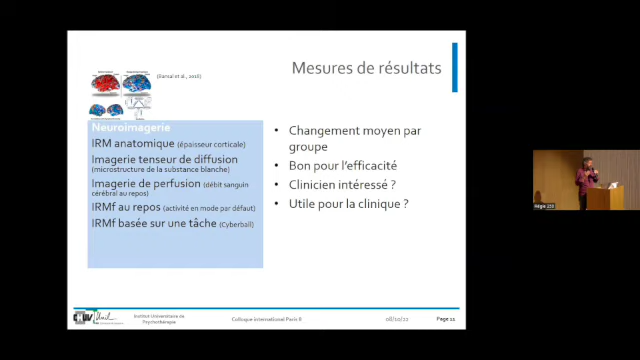 Mesures de résultats
(Bansal et al., 2016)
Neuroimagerie
IRM anatomique (épaisseur corticale)
Imagerie tenseur de diffusion
(microstructure de la substance blanche)
Imagerie de perfusion (débit sanguin
cérébral au repos)
IRMf au repos (activité en mode par défaut)
IRMf basée sur une tâche (Cyberball)
• Changement moyen par
groupe
• Bon pour l'efficacité
• Clinicien intéressé ?
• Utile pour la clinique ?
Institut Universitaire de
Psychothérapie
Colloque international Paris 8
08/10/22
Page 11